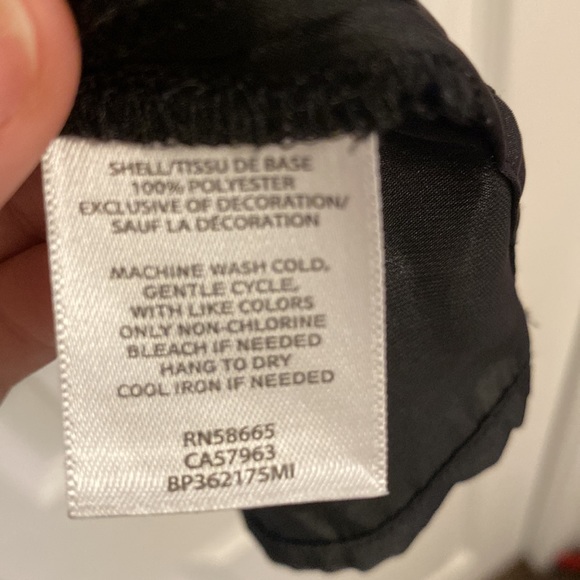 SHELL/TISSU DE BASE
100% POLYESTER
EXCLUSIVE OF DECORATION/
SAUF LA DÉCORATION
MACHINE WASH COLD,
GENTLE CYCLE,
WITH LIKE COLORS
ONLY NON-CHLORINE
BLEACH IF NEEDED
HANG TO DRY
COOL IRON IF NEEDED
RN58665
CA57963
BP362175MI